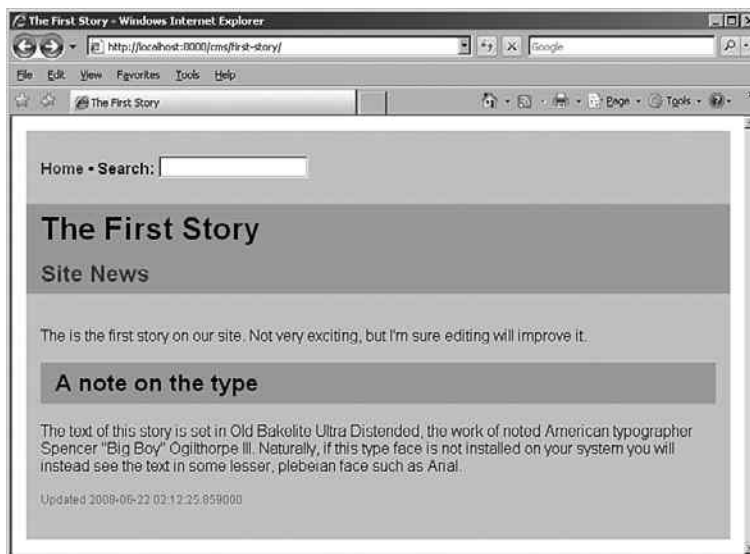 The First Story - Windows Internet Explorer
http://localhost:8000/cms/first-story/
Google
File Edit View Favorites Tools Help
The First Story
Page Tools
Home • Search:
The First Story
Site News
The is the first story on our site. Not very exciting, but I'm sure editing will improve it.
A note on the type
The text of this story is set in Old Bakelite Ultra Distended, the work of noted American typographer
Spencer "Big Boy" Ogilthorpe III. Naturally, if this type face is not installed on your system you will
instead see the text in some lesser, plebeian face such as Arial.
Updated 2008-06-22 02:12:25.859000